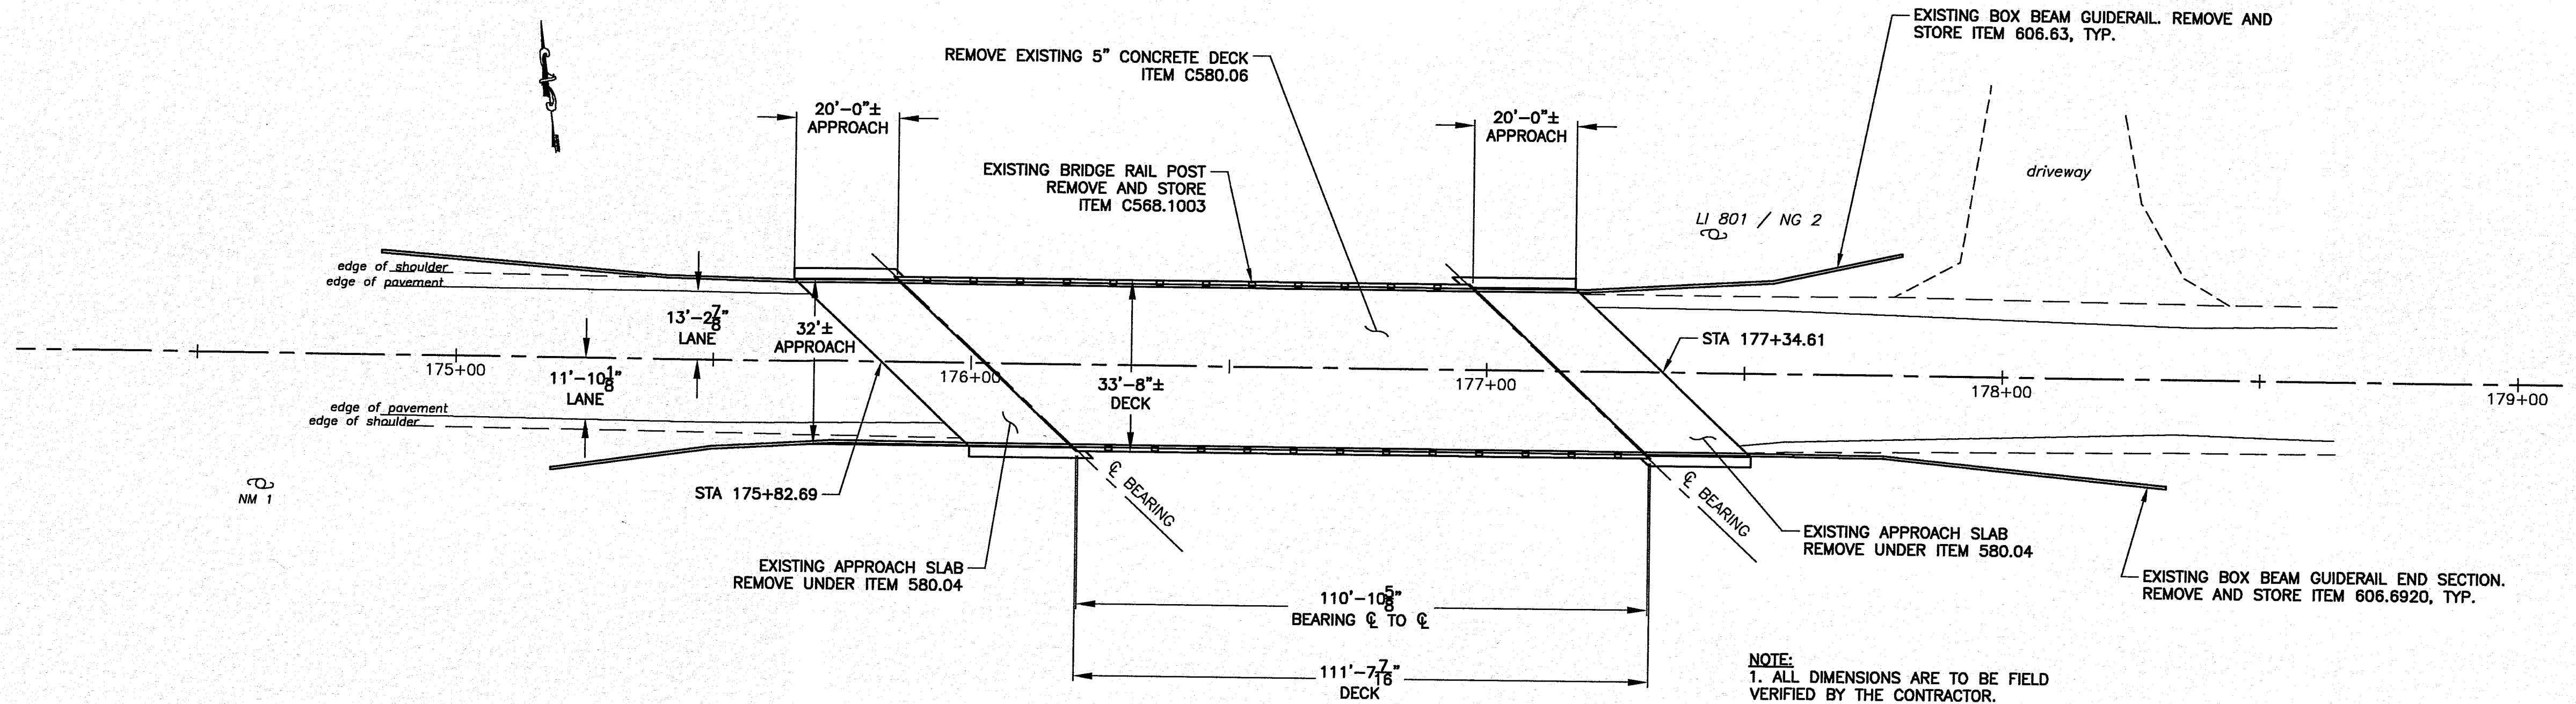 EXISTING BOX BEAM GUIDERAIL. REMOVE AND
STORE ITEM 606.63, TYP.
REMOVE EXISTING 5" CONCRETE DECK
ITEM C580.06
20'-0"±
APPROACH
20'-0"±
APPROACH
EXISTING BRIDGE RAIL POST
REMOVE AND STORE
ITEM C568.1003
driveway
LI 801 / NG 2
edge of shoulder
edge of pavement
13'-2 7/8"
LANE
32'±
APPROACH
STA 177+34.61
175+00
176+00
177+00
178+00
179+00
11'-10 1/8"
LANE
33'-8"±
DECK
edge of pavement
edge of shoulder
NM 1
STA 175+82.69
℄ BEARING
℄ BEARING
EXISTING APPROACH SLAB
REMOVE UNDER ITEM 580.04
EXISTING APPROACH SLAB
REMOVE UNDER ITEM 580.04
EXISTING BOX BEAM GUIDERAIL END SECTION.
REMOVE AND STORE ITEM 606.6920, TYP.
110'-10 5/8"
BEARING ℄ TO ℄
111'-7 7/16"
DECK
NOTE:
1. ALL DIMENSIONS ARE TO BE FIELD
VERIFIED BY THE CONTRACTOR.